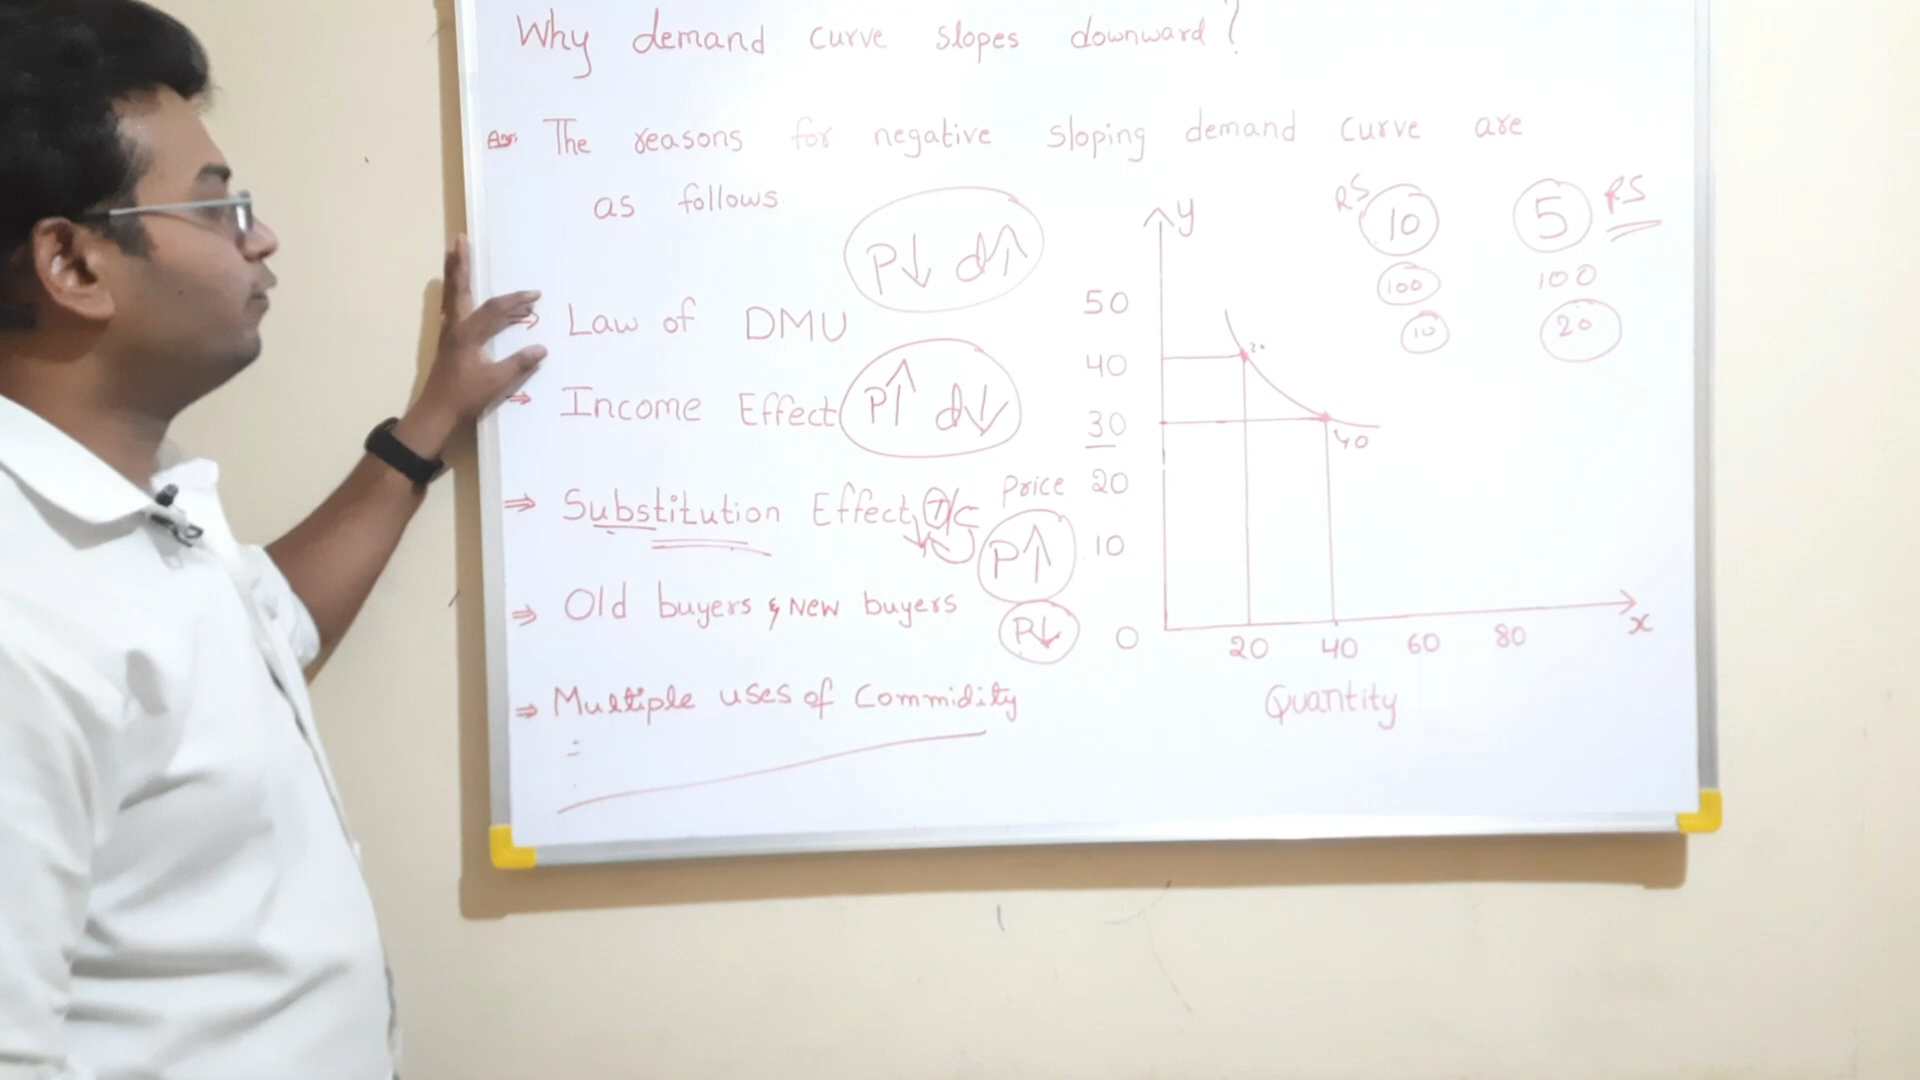 Why demand curve slopes downward?
Ans. The reasons for negative sloping demand curve are
as follows
P↓ d↑
⇒ Law of DMU
⇒ Income Effect
P↑ d↓
⇒ Substitution Effect, T/C
P↑
⇒ Old buyers & New buyers
P↓
⇒ Multiple uses of Commidity
y
50
40
30
Price 20
10
0
20
40
20 40 60 80
x
Quantity
RS 10
100
10
5 RS
100
20